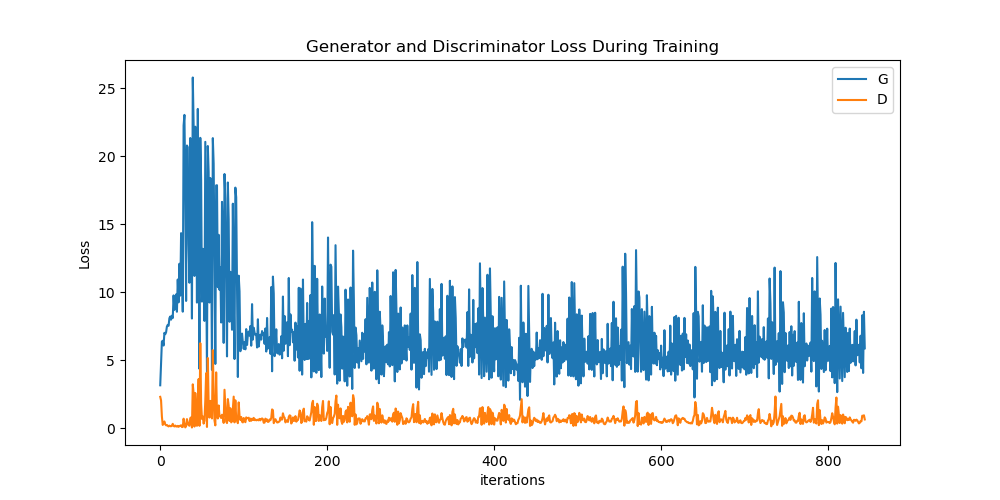 Generator and Discriminator Loss During Training
G
D
Loss
25
20
15
10
5
0
0 200 400 600 800
iterations